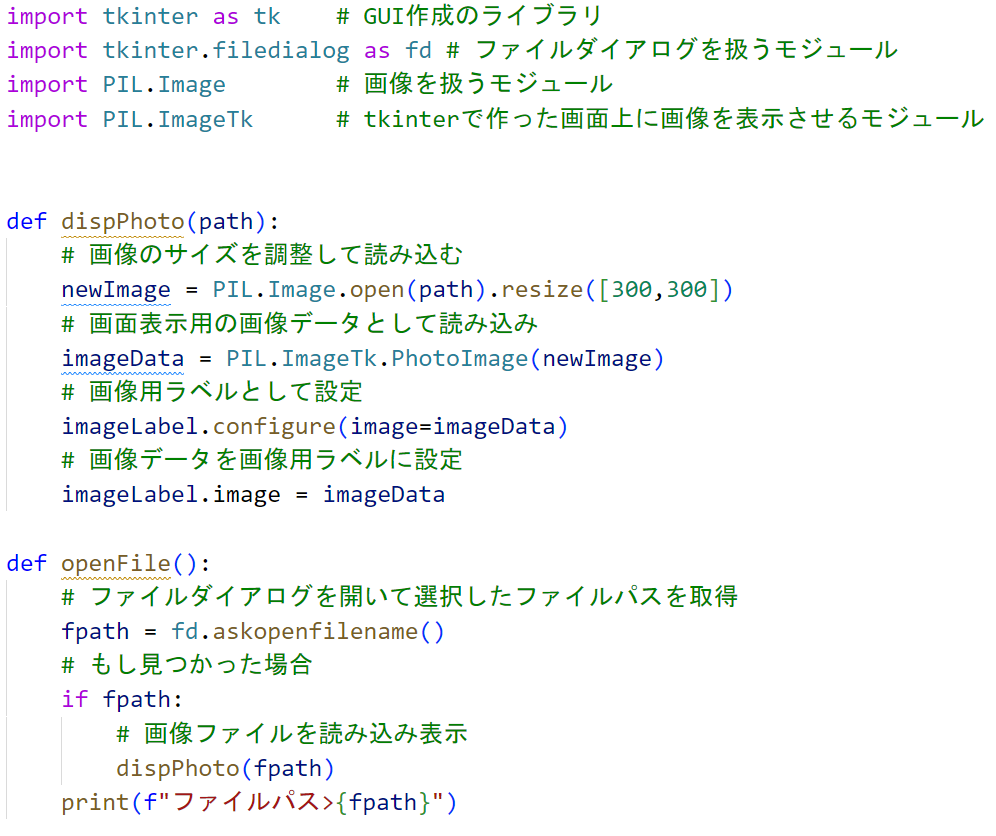 import tkinter as tk    # GUI作成のライブラリ
import tkinter.filedialog as fd # ファイルダイアログを扱うモジュール
import PIL.Image        # 画像を扱うモジュール
import PIL.ImageTk      # tkinterで作った画面上に画像を表示させるモジュール
def dispPhoto(path):
    # 画像のサイズを調整して読み込む
    newImage = PIL.Image.open(path).resize([300,300])
    # 画面表示用の画像データとして読み込み
    imageData = PIL.ImageTk.PhotoImage(newImage)
    # 画像用ラベルとして設定
    imageLabel.configure(image=imageData)
    # 画像データを画像用ラベルに設定
    imageLabel.image = imageData
def openFile():
    # ファイルダイアログを開いて選択したファイルパスを取得
    fpath = fd.askopenfilename()
    # もし見つかった場合
    if fpath:
        # 画像ファイルを読み込み表示
        dispPhoto(fpath)
    print(f"ファイルパス>{fpath}")